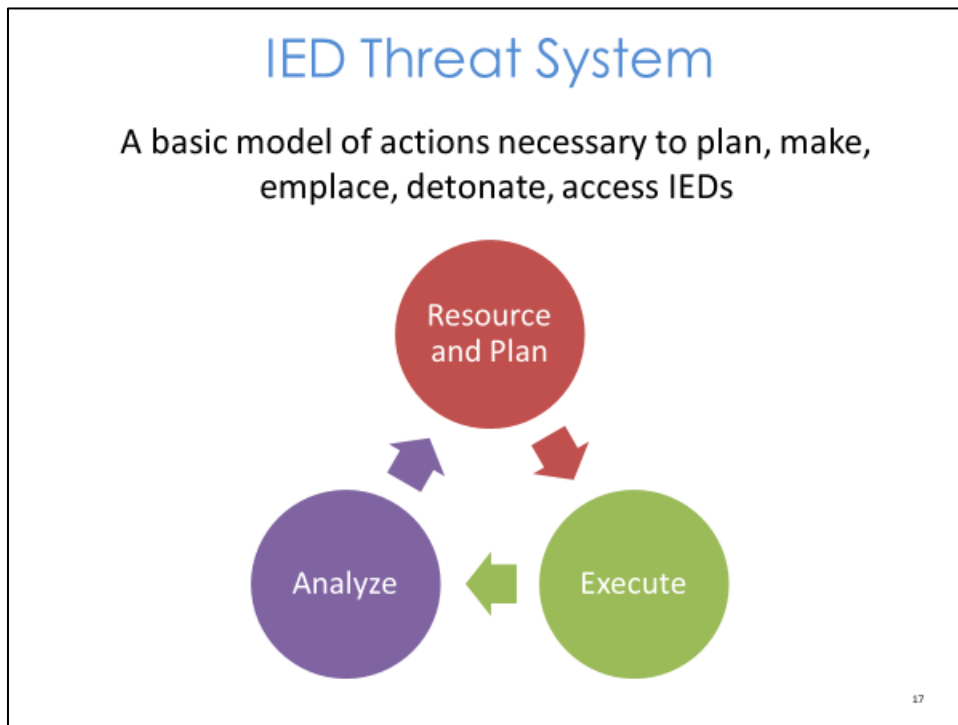 IED Threat System
A basic model of actions necessary to plan, make,
emplace, detonate, access IEDs
Resource
and Plan
Execute
Analyze
17